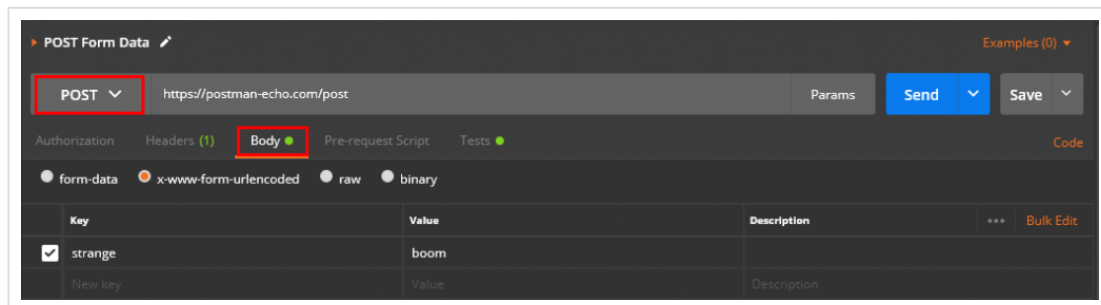 POST Form Data Examples (0)
POST https://postman-echo.com/post Params Send Save
Authorization Headers (1) Body Pre-request Script Tests Code
form-data x-www-form-urlencoded raw binary
Key Value Description ••• Bulk Edit
strange boom
New key Value Description